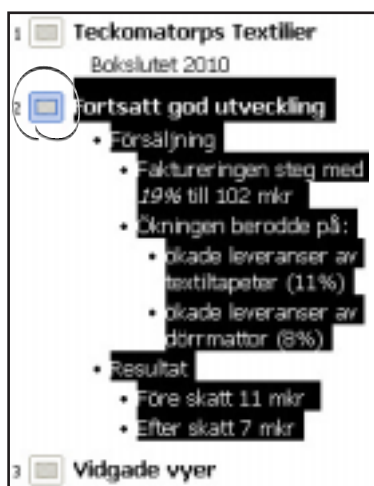 1 Teckomatorps Textilier
Bokslutet 2010
2 Fortsatt god utveckling
• Försäljning
• Faktureringen steg med
19% till 102 mkr
• Ökningen berodde på:
• ökade leveranser av
textiltapeter (11%)
• ökade leveranser av
dörrmattor (8%)
• Resultat
• Före skatt 11 mkr
• Efter skatt 7 mkr
3 Vidgade vyer